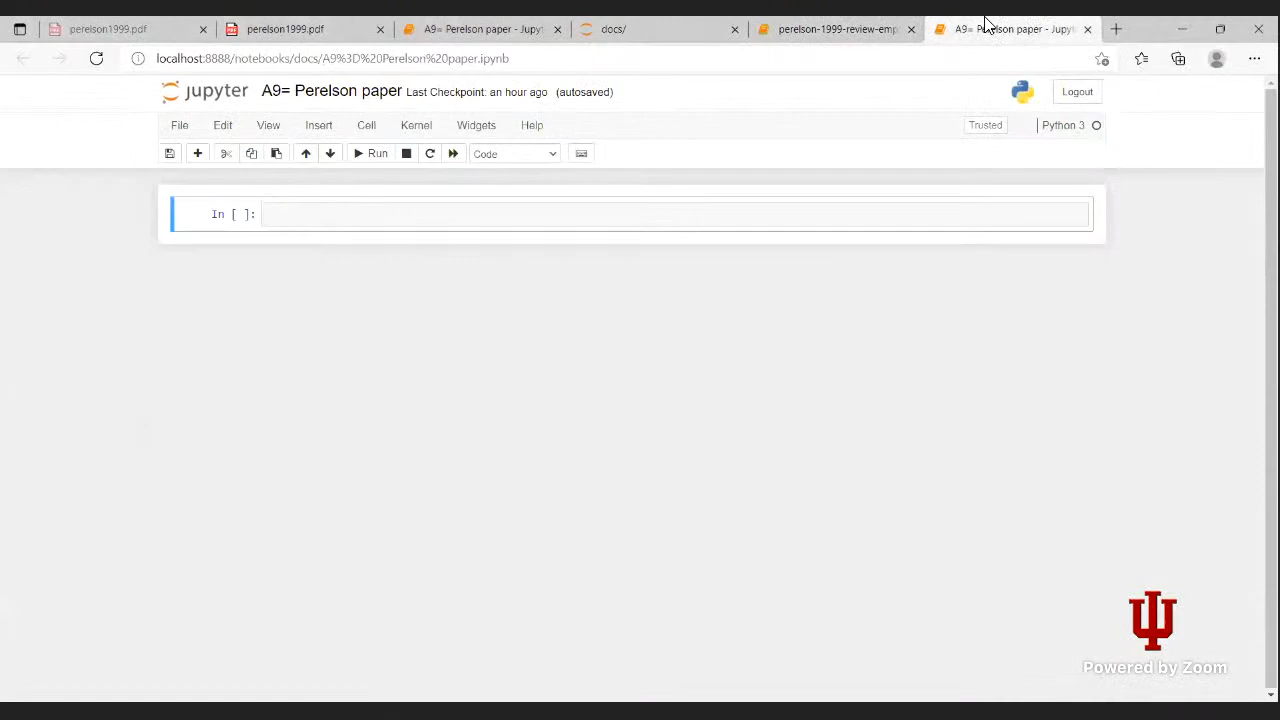 perelson1999.pdf
perelson1999.pdf
A9= Perelson paper - Jupyt
docs/
perelson-1999-review-emp
A9= Perelson paper - Jupyt
localhost:8888/notebooks/docs/A9%3D%20Perelson%20paper.ipynb
jupyter A9= Perelson paper Last Checkpoint: an hour ago (autosaved)
Logout
File Edit View Insert Cell Kernel Widgets Help
Trusted
Python 3
Run
Code
In [ ]:
Powered by Zoom